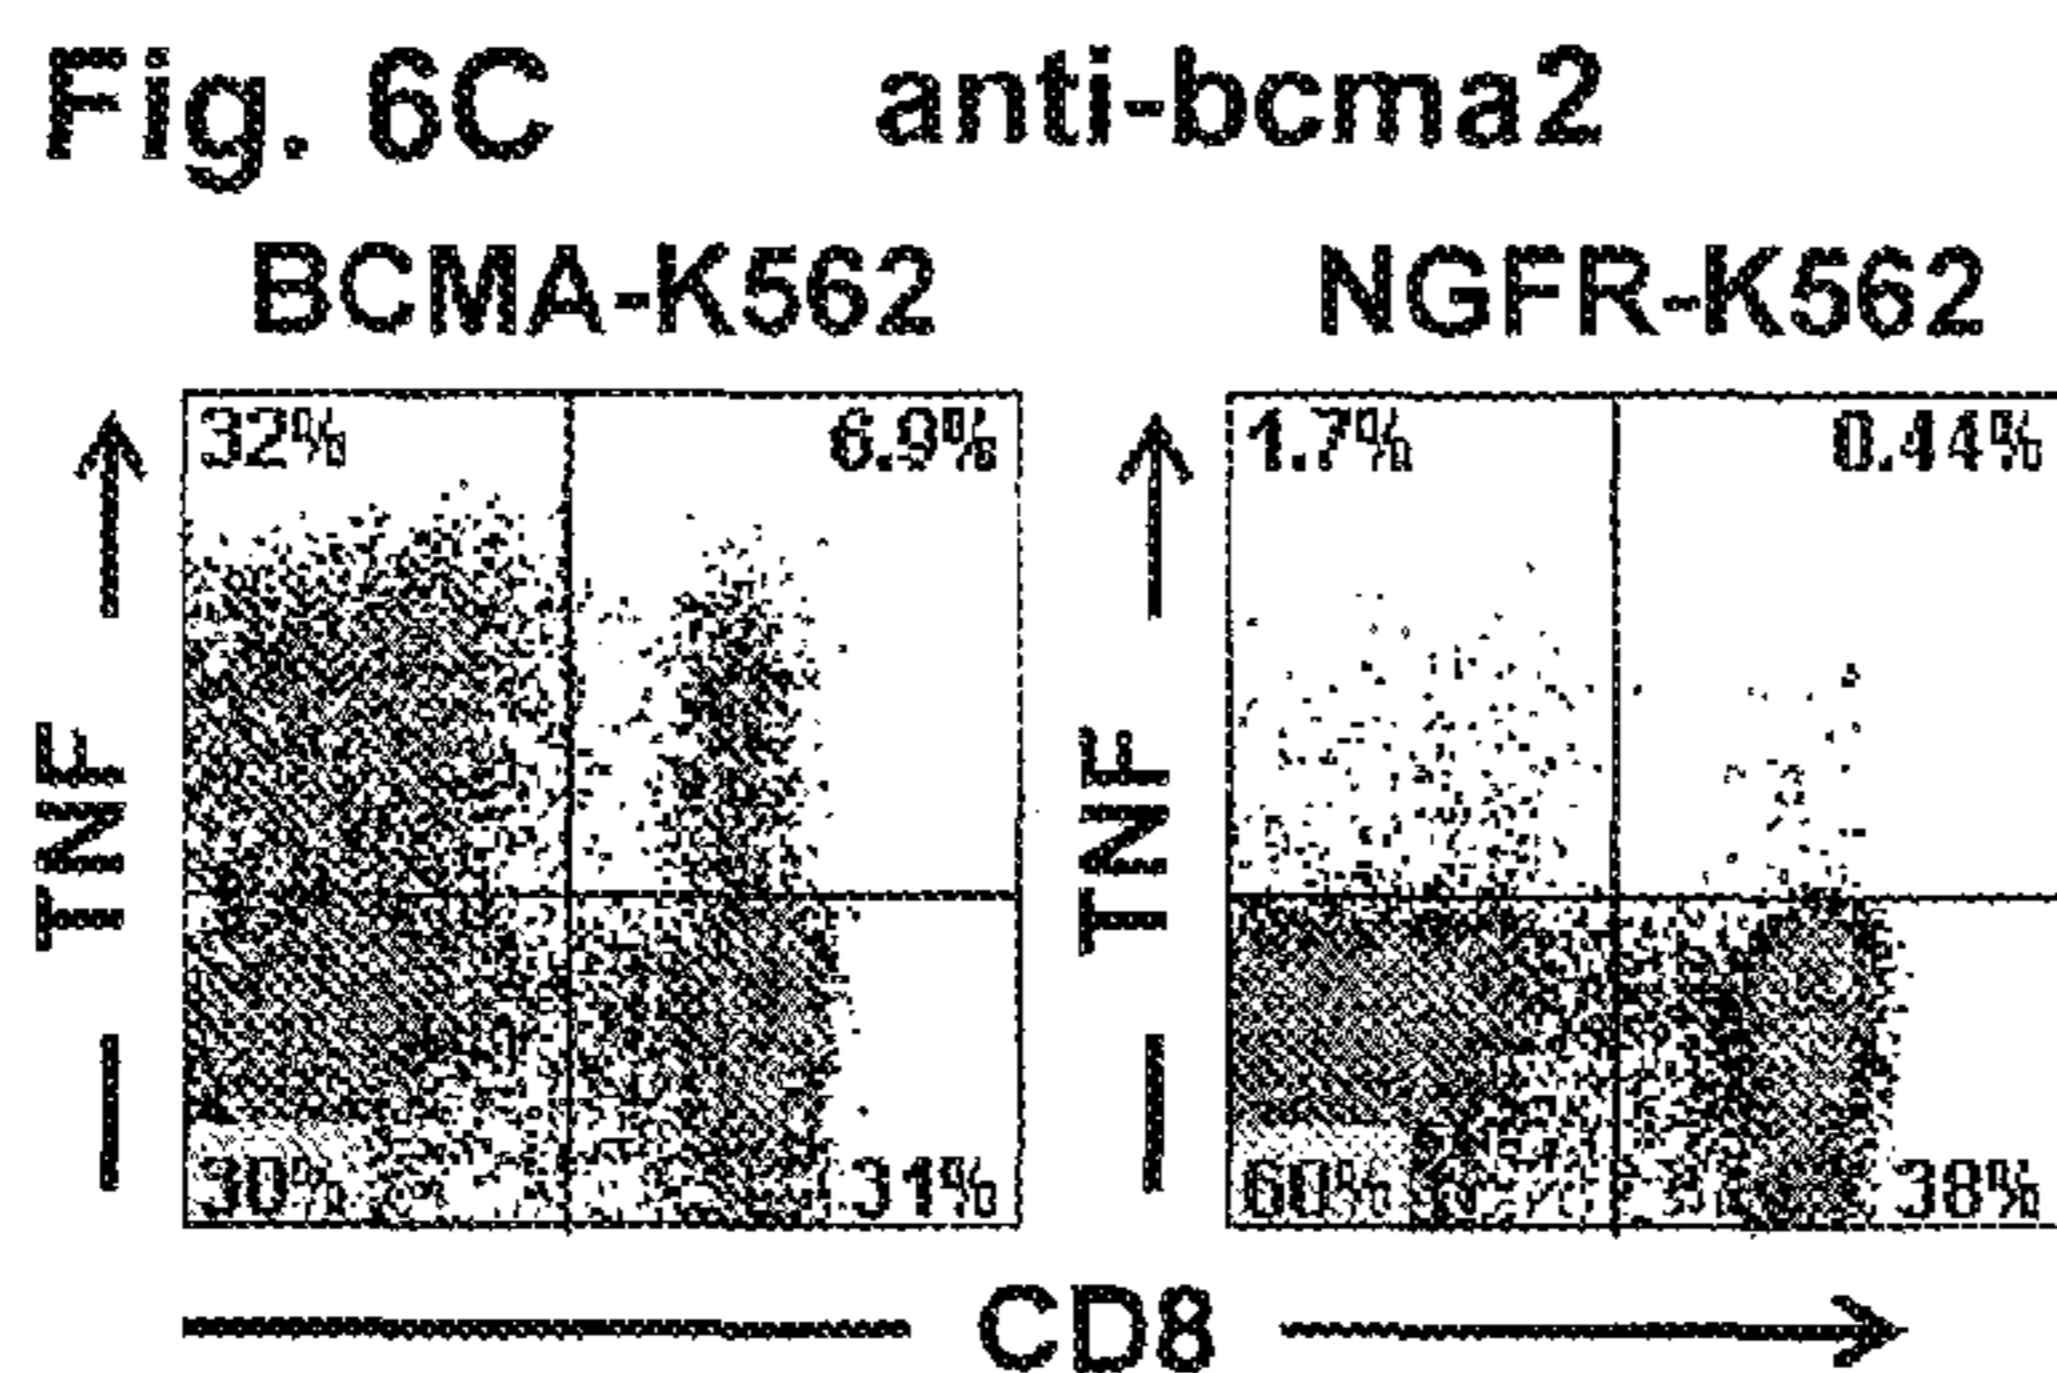 Fig. 6C anti-bcma2
BCMA-K562 NGFR-K562
32% 6.9% 1.7% 0.44%
TNF TNF
30% 31% 60% 38%
CD8